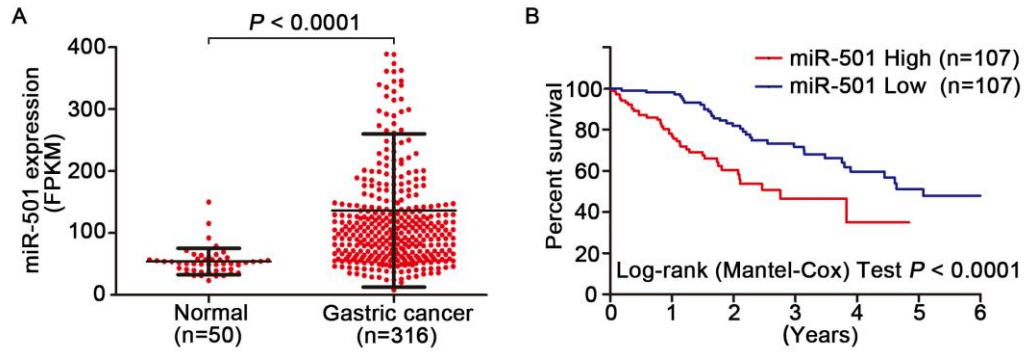 A
P < 0.0001
miR-501 expression
(FPKM)
400
300
200
100
0
Normal
(n=50)
Gastric cancer
(n=316)
B
miR-501 High (n=107)
miR-501 Low (n=107)
Percent survival
100
80
60
40
20
0
Log-rank (Mantel-Cox) Test P < 0.0001
0 1 2 3 4 5 6
(Years)